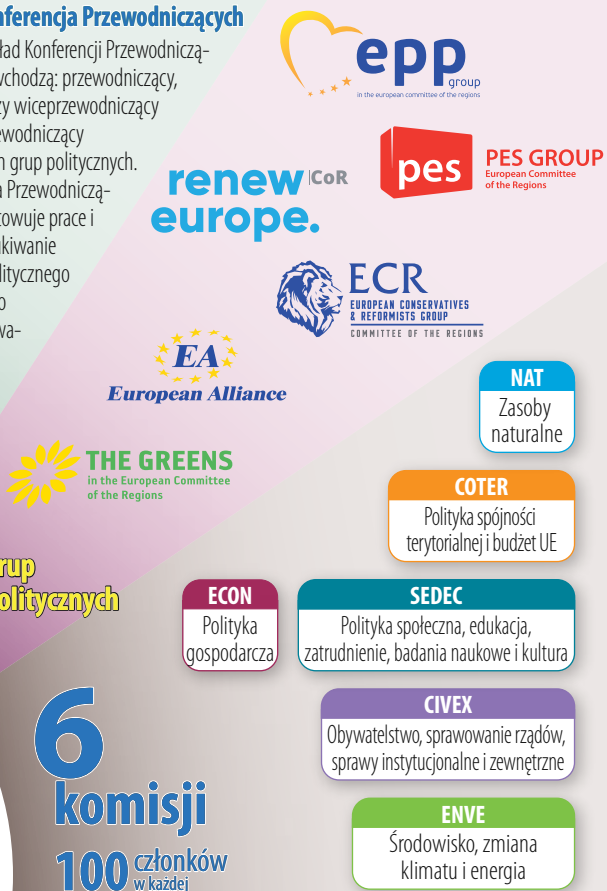 nferencja Przewodniczących
ład Konferencji Przewodniczą-
wchodzą: przewodniczący,
zy wiceprzewodniczący
ewodniczący
h grup politycznych.
a Przewodniczą-
towuje prace i
ukiwanie
litycznego
o
wa-
epp
group
in the european committee of the regions
pes
PES GROUP
European Committee
of the Regions
renew CoR
europe.
ECR
EUROPEAN CONSERVATIVES
& REFORMISTS GROUP
COMMITTEE OF THE REGIONS
EA
European Alliance
THE GREENS
in the European Committee
of the Regions
rup
olitycznych
NAT
Zasoby
naturalne
COTER
Polityka spójności
terytorialnej i budżet UE
ECON
Polityka
gospodarcza
SEDEC
Polityka społeczna, edukacja,
zatrudnienie, badania naukowe i kultura
CIVEX
Obywatelstwo, sprawowanie rządów,
sprawy instytucjonalne i zewnętrzne
ENVE
Środowisko, zmiana
klimatu i energia
6
komisji
100 członków
w każdej